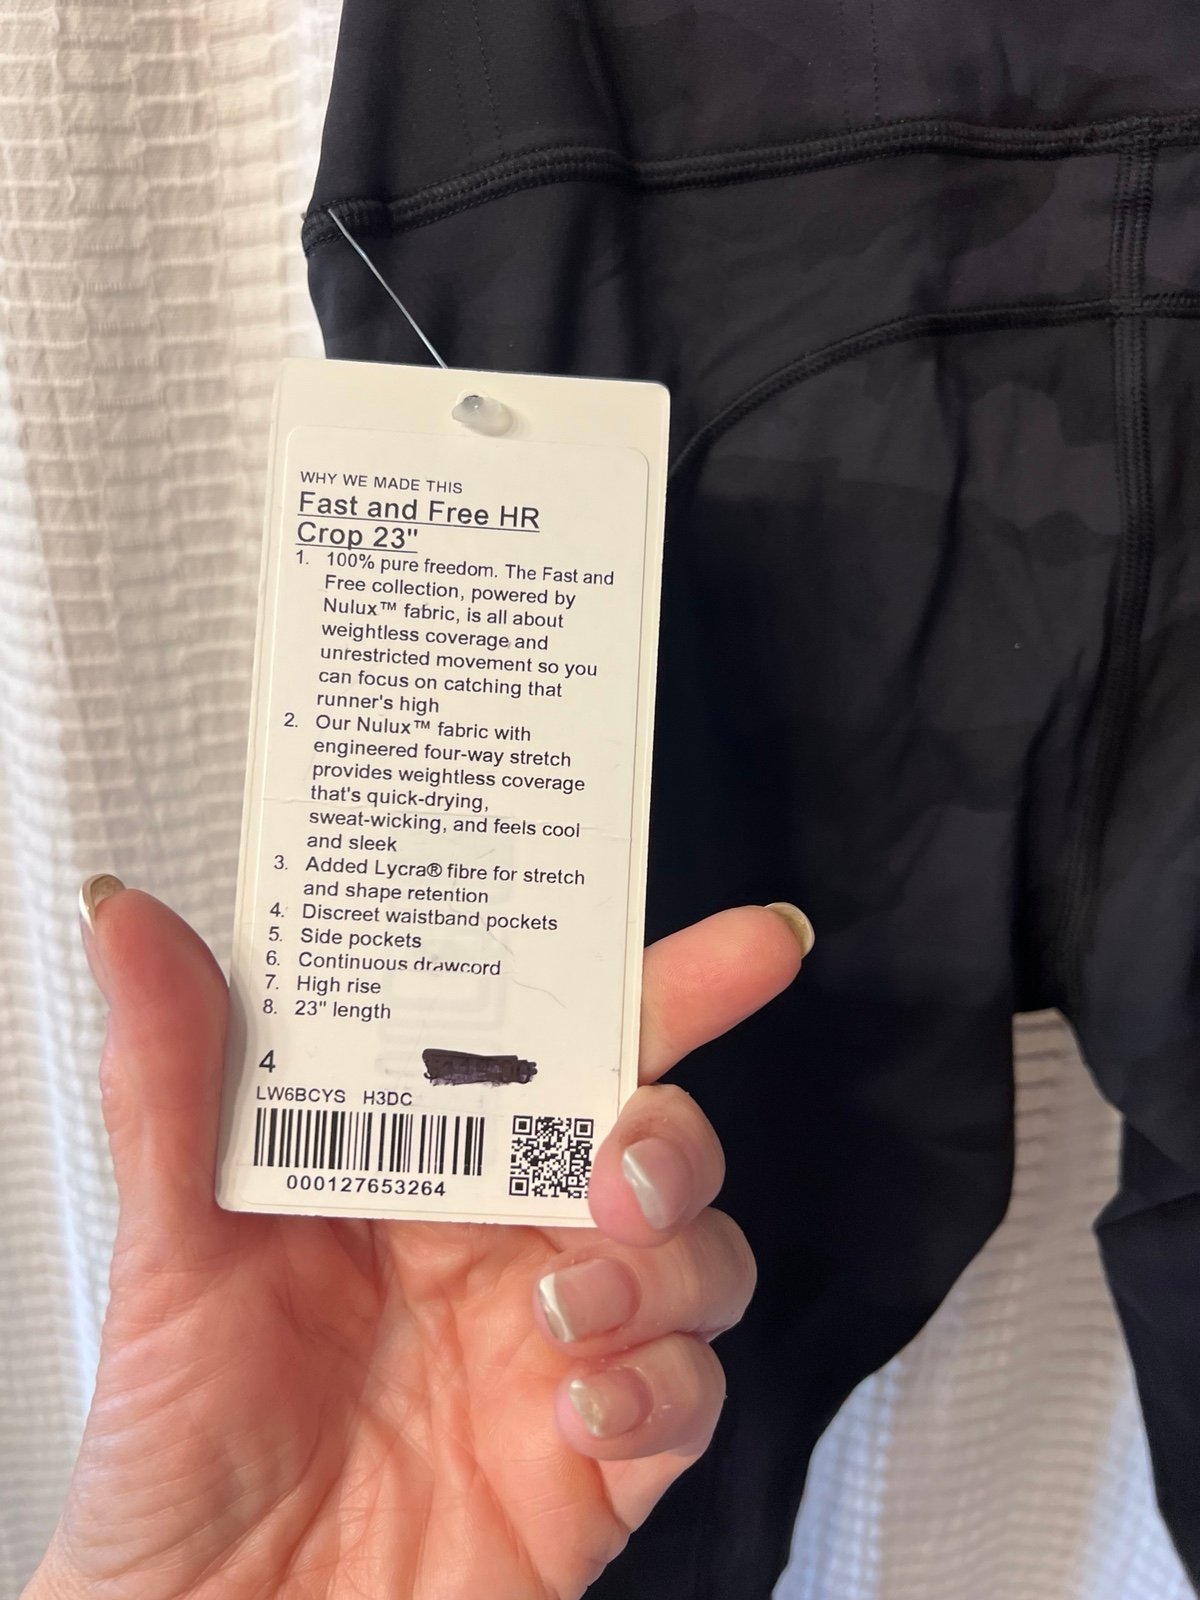 WHY WE MADE THIS
Fast and Free HR
Crop 23"
1. 100% pure freedom. The Fast and
Free collection, powered by
Nulux™ fabric, is all about
weightless coverage and
unrestricted movement so you
can focus on catching that
runner's high
2. Our Nulux™ fabric with
engineered four-way stretch
provides weightless coverage
that's quick-drying,
sweat-wicking, and feels cool
and sleek
3. Added Lycra® fibre for stretch
and shape retention
4. Discreet waistband pockets
5. Side pockets
6. Continuous drawcord
7. High rise
8. 23" length
4
LW6BCYS H3DC
000127653264